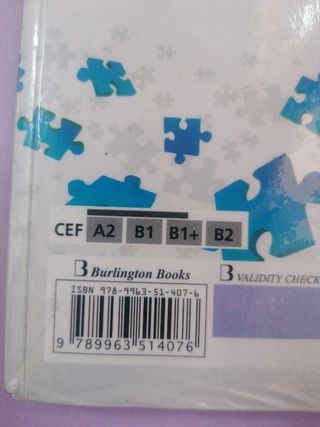 CEF A2 B1 B1+ B2
B Burlington Books
B VALIDITY CHECK
ISBN 978-9963-51-407-6
9 789963 514076